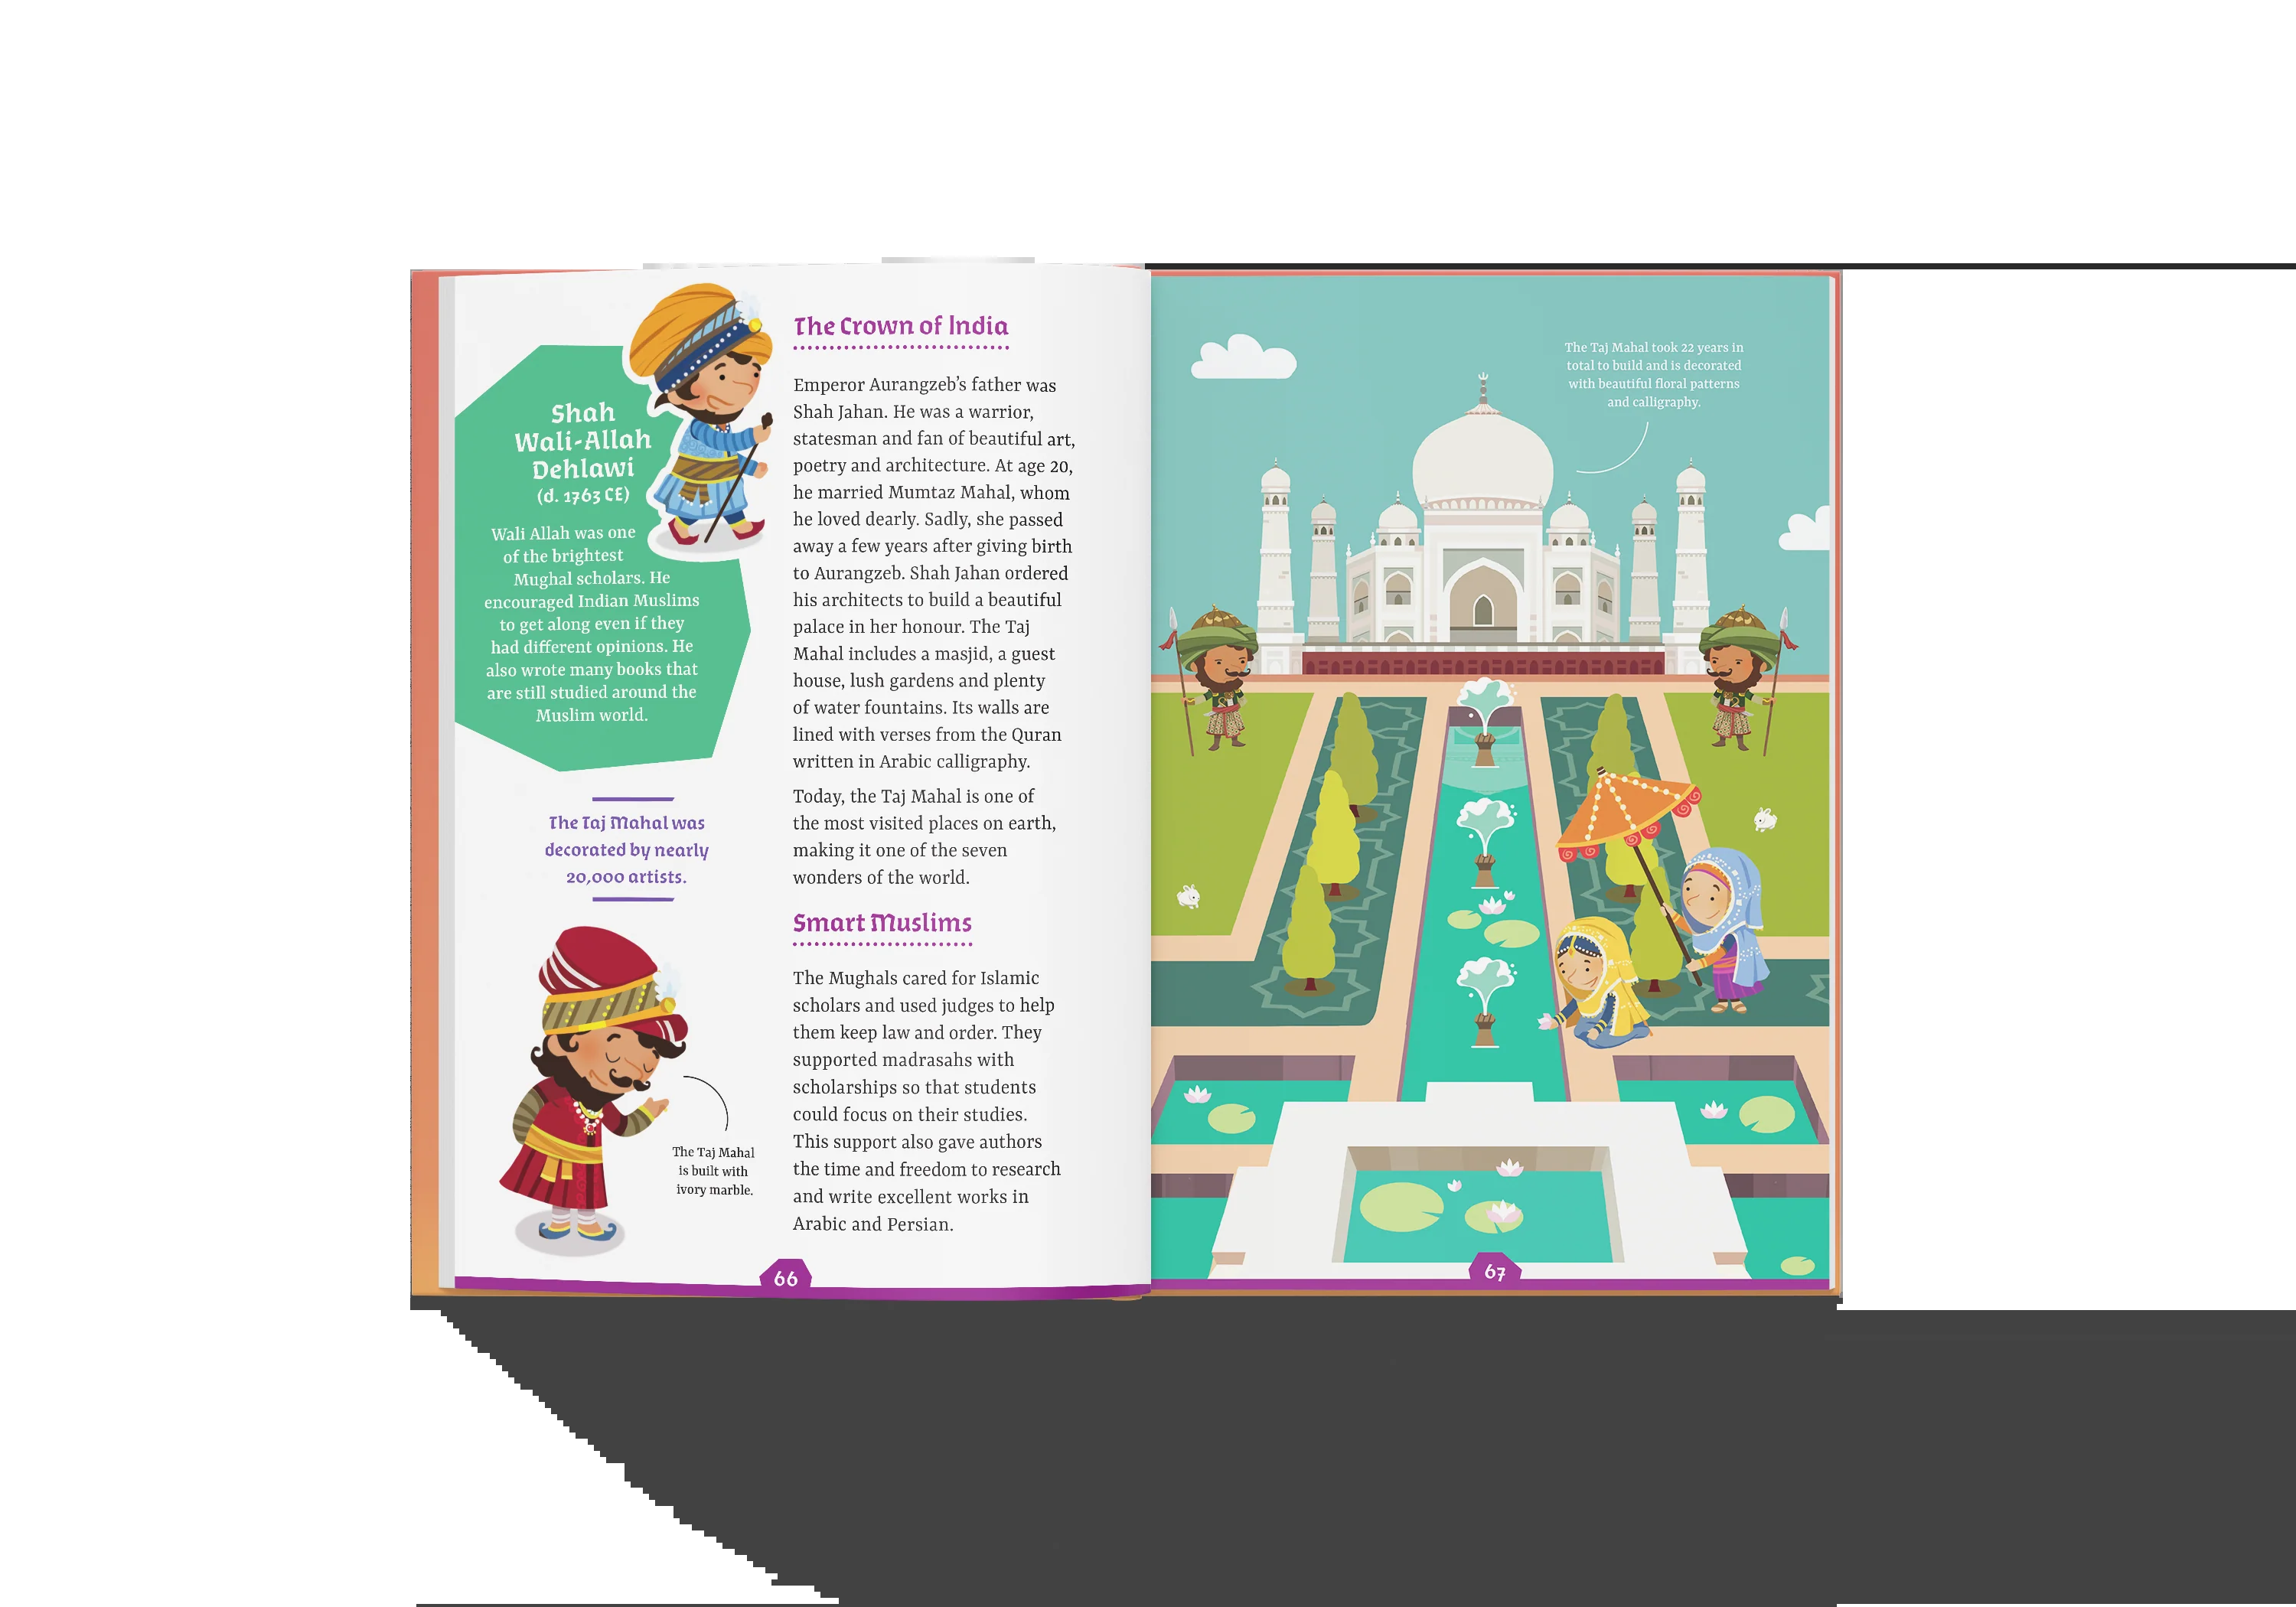 Shah
Wali-Allah
Dehlawi
(d. 1763 CE)
Wali Allah was one
of the brightest
Mughal scholars. He
encouraged Indian Muslims
to get along even if they
had different opinions. He
also wrote many books that
are still studied around the
Muslim world.
The Taj Mahal was
decorated by nearly
20,000 artists.
The Taj Mahal
is built with
ivory marble.
The Crown of India
Emperor Aurangzeb’s father was
Shah Jahan. He was a warrior,
statesman and fan of beautiful art,
poetry and architecture. At age 20,
he married Mumtaz Mahal, whom
he loved dearly. Sadly, she passed
away a few years after giving birth
to Aurangzeb. Shah Jahan ordered
his architects to build a beautiful
palace in her honour. The Taj
Mahal includes a masjid, a guest
house, lush gardens and plenty
of water fountains. Its walls are
lined with verses from the Quran
written in Arabic calligraphy.
Today, the Taj Mahal is one of
the most visited places on earth,
making it one of the seven
wonders of the world.
Smart Muslims
The Mughals cared for Islamic
scholars and used judges to help
them keep law and order. They
supported madrasahs with
scholarships so that students
could focus on their studies.
This support also gave authors
the time and freedom to research
and write excellent works in
Arabic and Persian.
66
The Taj Mahal took 22 years in
total to build and is decorated
with beautiful floral patterns
and calligraphy.
67